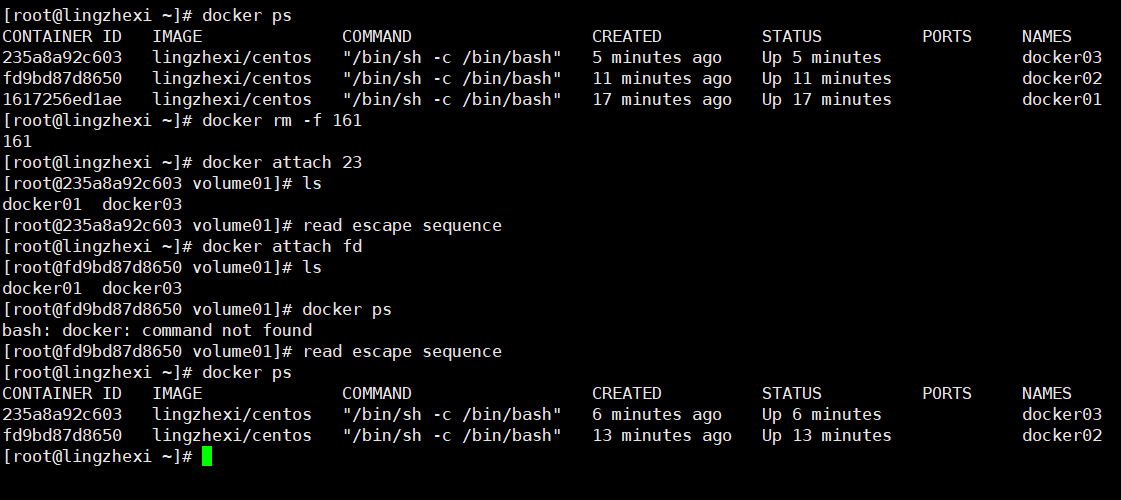 [root@lingzhexi ~]# docker ps
CONTAINER ID   IMAGE              COMMAND                  CREATED          STATUS          PORTS     NAMES
235a8a92c603   lingzhexi/centos   "/bin/sh -c /bin/bash"   5 minutes ago    Up 5 minutes              docker03
fd9bd87d8650   lingzhexi/centos   "/bin/sh -c /bin/bash"   11 minutes ago   Up 11 minutes             docker02
1617256ed1ae   lingzhexi/centos   "/bin/sh -c /bin/bash"   17 minutes ago   Up 17 minutes             docker01
[root@lingzhexi ~]# docker rm -f 161
161
[root@lingzhexi ~]# docker attach 23
[root@235a8a92c603 volume01]# ls
docker01  docker03
[root@235a8a92c603 volume01]# read escape sequence
[root@lingzhexi ~]# docker attach fd
[root@fd9bd87d8650 volume01]# ls
docker01  docker03
[root@fd9bd87d8650 volume01]# docker ps
bash: docker: command not found
[root@fd9bd87d8650 volume01]# read escape sequence
[root@lingzhexi ~]# docker ps
CONTAINER ID   IMAGE              COMMAND                  CREATED          STATUS          PORTS     NAMES
235a8a92c603   lingzhexi/centos   "/bin/sh -c /bin/bash"   6 minutes ago    Up 6 minutes              docker03
fd9bd87d8650   lingzhexi/centos   "/bin/sh -c /bin/bash"   13 minutes ago   Up 13 minutes             docker02
[root@lingzhexi ~]#